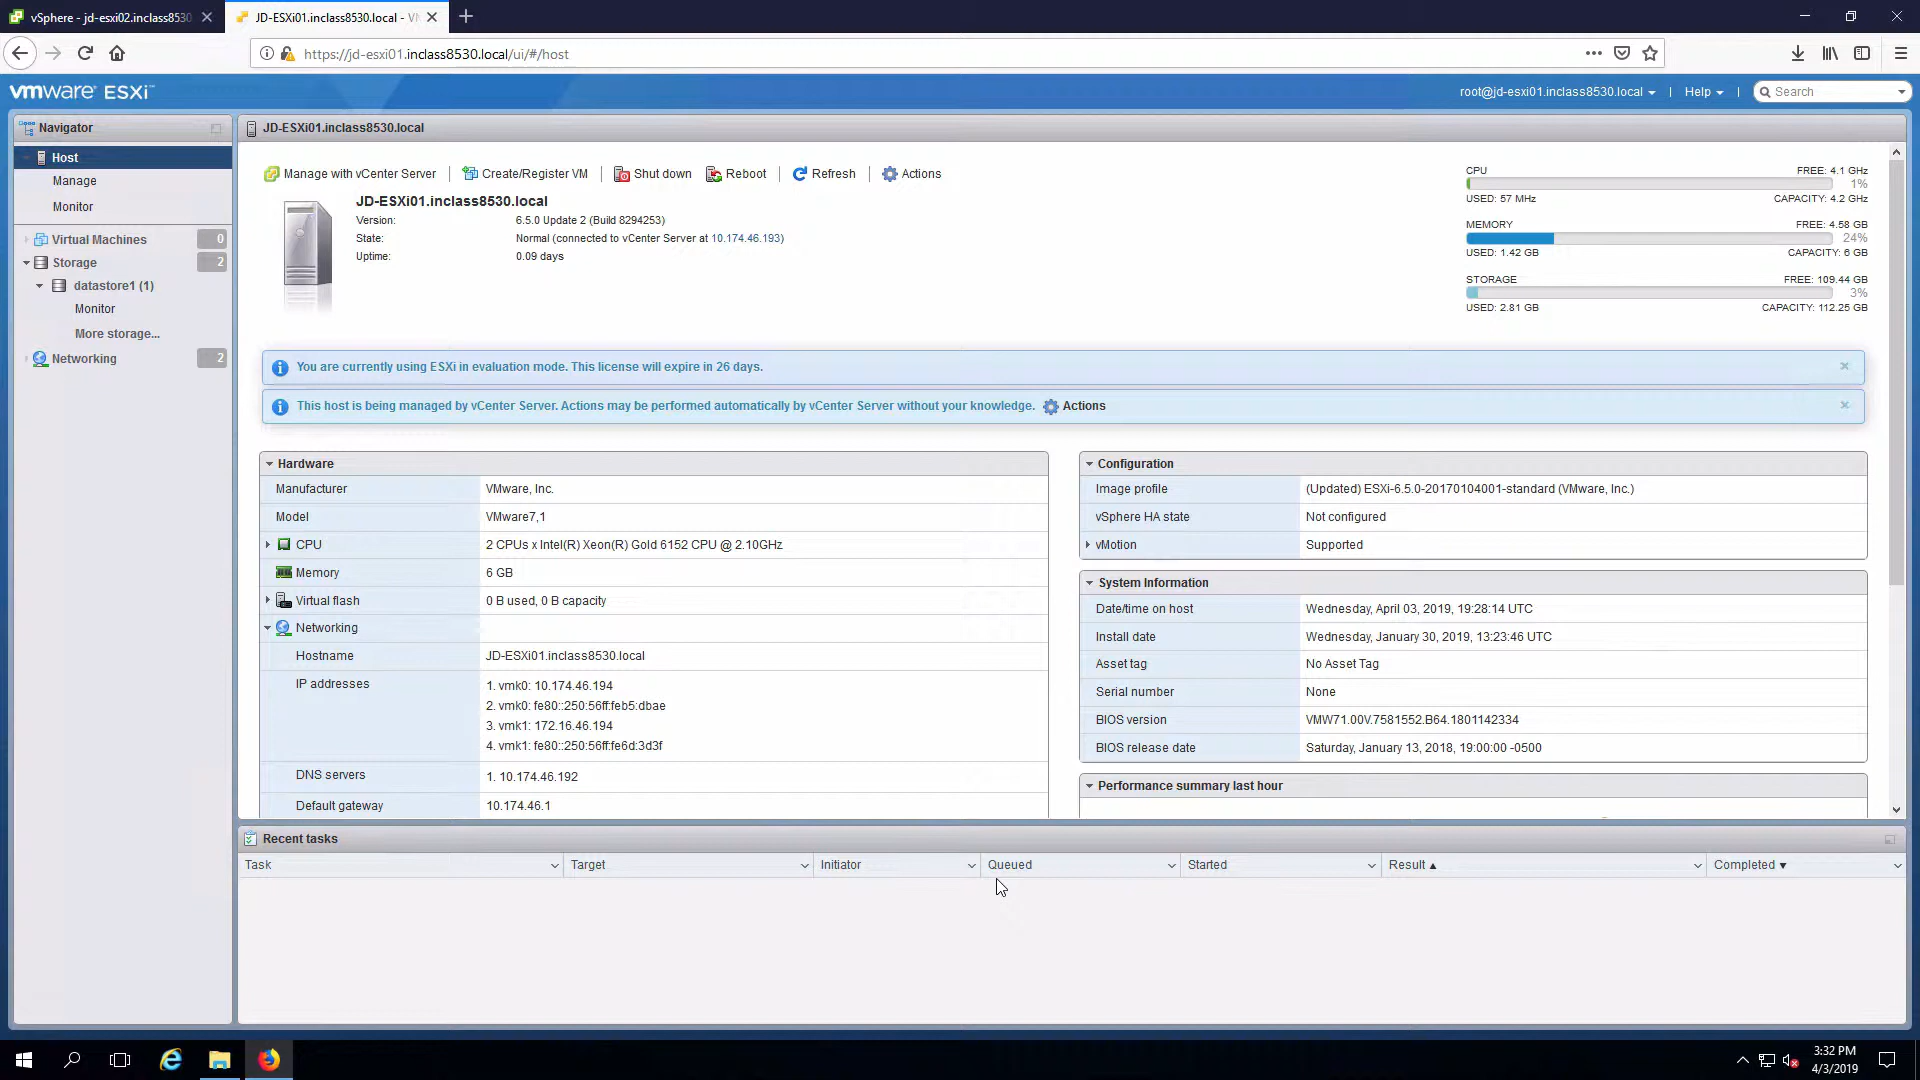 vSphere - jd-esxi02.inclass8530
JD-ESXi01.inclass8530.local - VM
https://jd-esxi01.inclass8530.local/ui/#/host
vmware ESXi
root@jd-esxi01.inclass8530.local
Help
Search
Navigator
Host
Manage
Monitor
Virtual Machines 0
Storage 2
datastore1 (1)
Monitor
More storage...
Networking 2
JD-ESXi01.inclass8530.local
Manage with vCenter Server
Create/Register VM
Shut down
Reboot
Refresh
Actions
JD-ESXi01.inclass8530.local
Version: 6.5.0 Update 2 (Build 8294253)
State: Normal (connected to vCenter Server at 10.174.46.193)
Uptime: 0.09 days
CPU FREE: 4.1 GHz
1%
USED: 57 MHz CAPACITY: 4.2 GHz
MEMORY FREE: 4.58 GB
24%
USED: 1.42 GB CAPACITY: 6 GB
STORAGE FREE: 109.44 GB
3%
USED: 2.81 GB CAPACITY: 112.25 GB
You are currently using ESXi in evaluation mode. This license will expire in 26 days.
This host is being managed by vCenter Server. Actions may be performed automatically by vCenter Server without your knowledge. Actions
Hardware
Manufacturer VMware, Inc.
Model VMware7,1
CPU 2 CPUs x Intel(R) Xeon(R) Gold 6152 CPU @ 2.10GHz
Memory 6 GB
Virtual flash 0 B used, 0 B capacity
Networking
Hostname JD-ESXi01.inclass8530.local
IP addresses 1. vmk0: 10.174.46.194
2. vmk0: fe80::250:56ff:feb5:dbae
3. vmk1: 172.16.46.194
4. vmk1: fe80::250:56ff:fe6d:3d3f
DNS servers 1. 10.174.46.192
Default gateway 10.174.46.1
Configuration
Image profile (Updated) ESXi-6.5.0-20170104001-standard (VMware, Inc.)
vSphere HA state Not configured
vMotion Supported
System Information
Date/time on host Wednesday, April 03, 2019, 19:28:14 UTC
Install date Wednesday, January 30, 2019, 13:23:46 UTC
Asset tag No Asset Tag
Serial number None
BIOS version VMW71.00V.7581552.B64.1801142334
BIOS release date Saturday, January 13, 2018, 19:00:00 -0500
Performance summary last hour
Recent tasks
Task Target Initiator Queued Started Result Completed
3:32 PM
4/3/2019